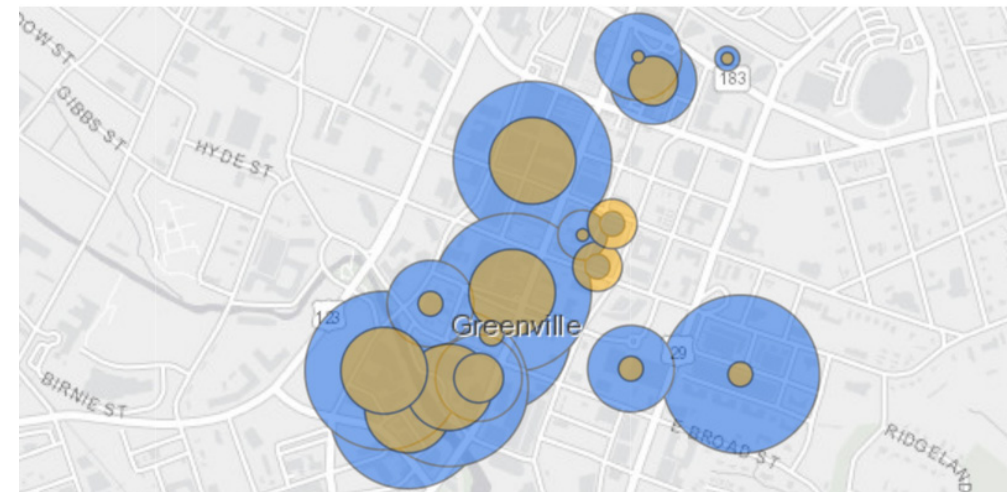 DOW ST
183
GIBBS ST
HYDE ST
123
Greenville
29
BIRNIE ST
E BROAD ST
RIDGELAND